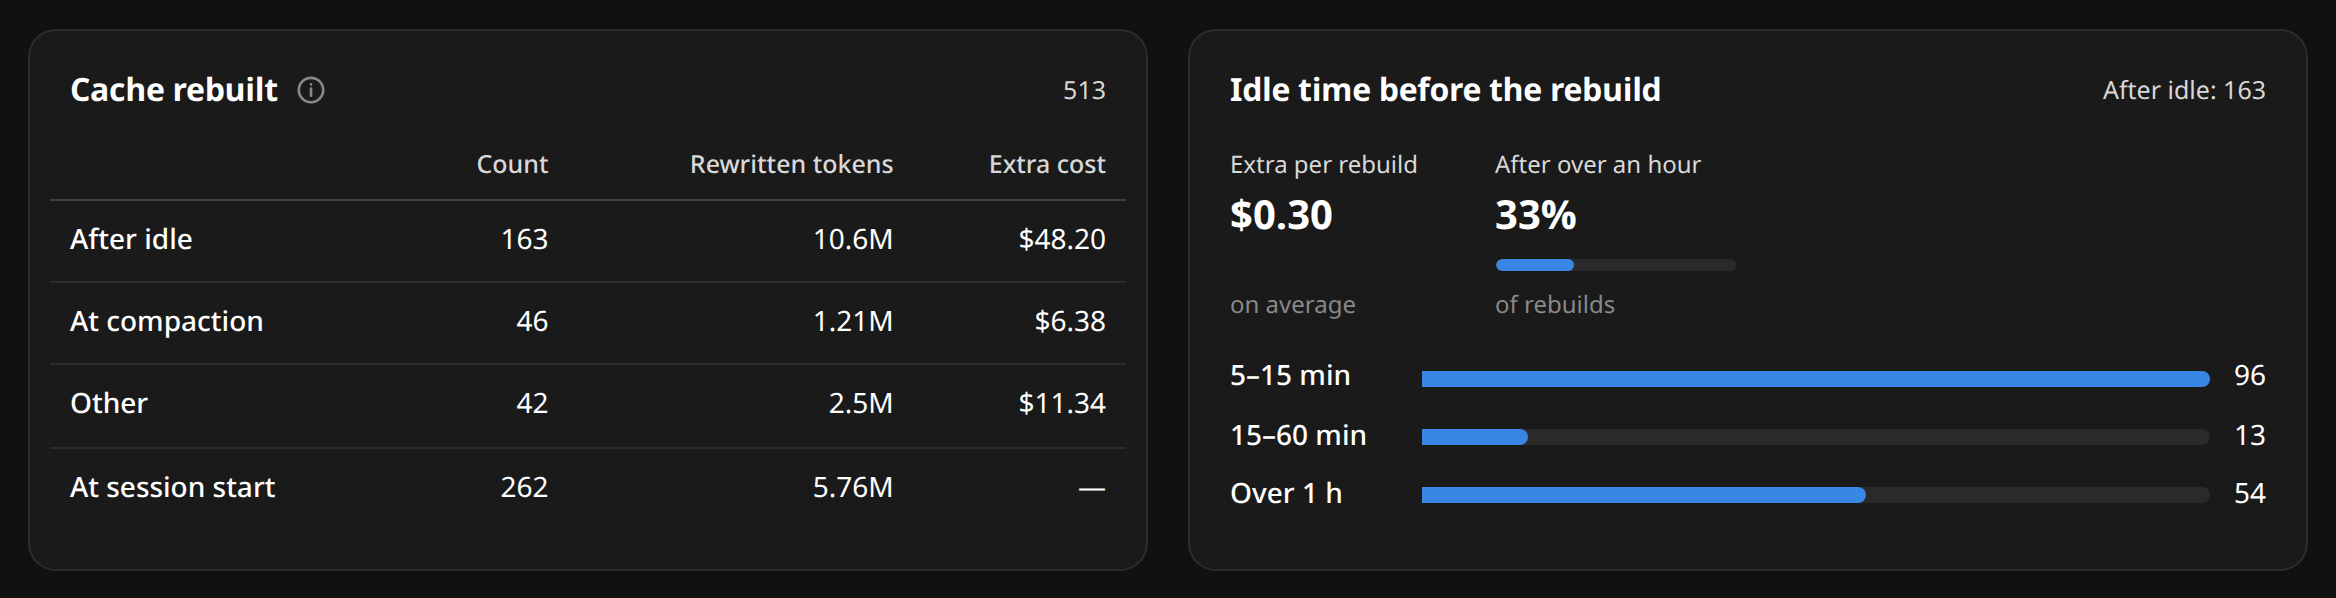 Cache rebuilt 513
Count Rewritten tokens Extra cost
After idle 163 10.6M $48.20
At compaction 46 1.21M $6.38
Other 42 2.5M $11.34
At session start 262 5.76M —
Idle time before the rebuild After idle: 163
Extra per rebuild After over an hour
$0.30 33%
on average of rebuilds
5–15 min 96
15–60 min 13
Over 1 h 54